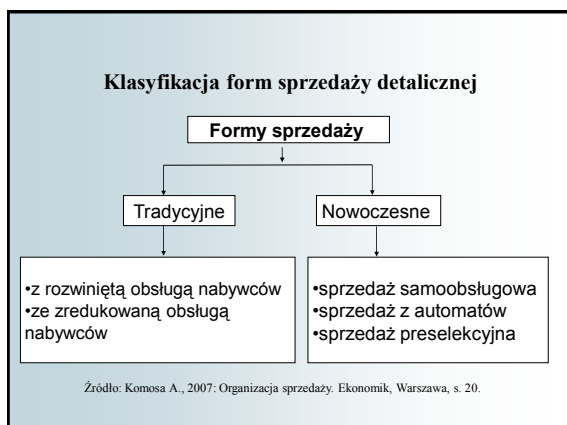 Klasyfikacja form sprzedaży detalicznej
Formy sprzedaży
Tradycyjne
Nowoczesne
•z rozwiniętą obsługą nabywców
•ze zredukowaną obsługą
nabywców
•sprzedaż samoobsługowa
•sprzedaż z automatów
•sprzedaż preselekcyjna
Źródło: Komosa A., 2007: Organizacja sprzedaży. Ekonomik, Warszawa, s. 20.